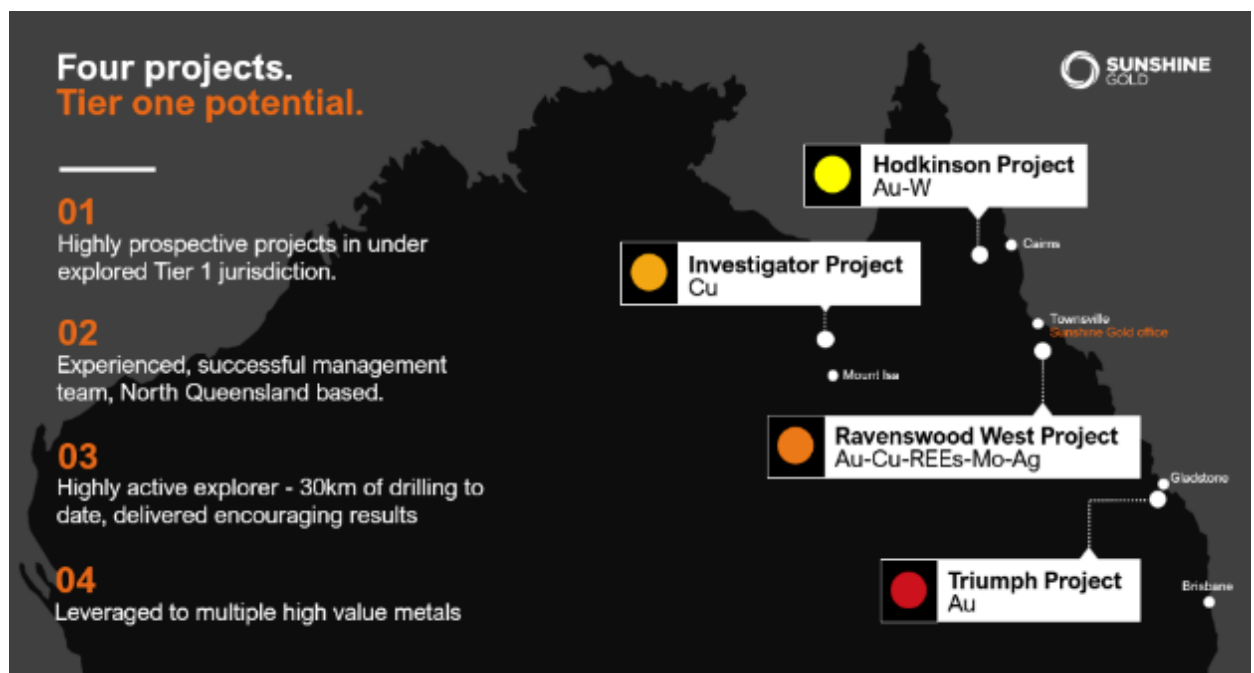 Four projects.
Tier one potential.
SUNSHINE
GOLD
01
Highly prospective projects in under
explored Tier 1 jurisdiction.
02
Experienced, successful management
team, North Queensland based.
03
Highly active explorer - 30km of drilling to
date, delivered encouraging results
04
Leveraged to multiple high value metals
Hodkinson Project
Au-W
Cairns
Investigator Project
Cu
Townsville
Sunshine Gold office
Mount Isa
Ravenswood West Project
Au-Cu-REEs-Mo-Ag
Gladstone
Triumph Project
Au
Brisbane